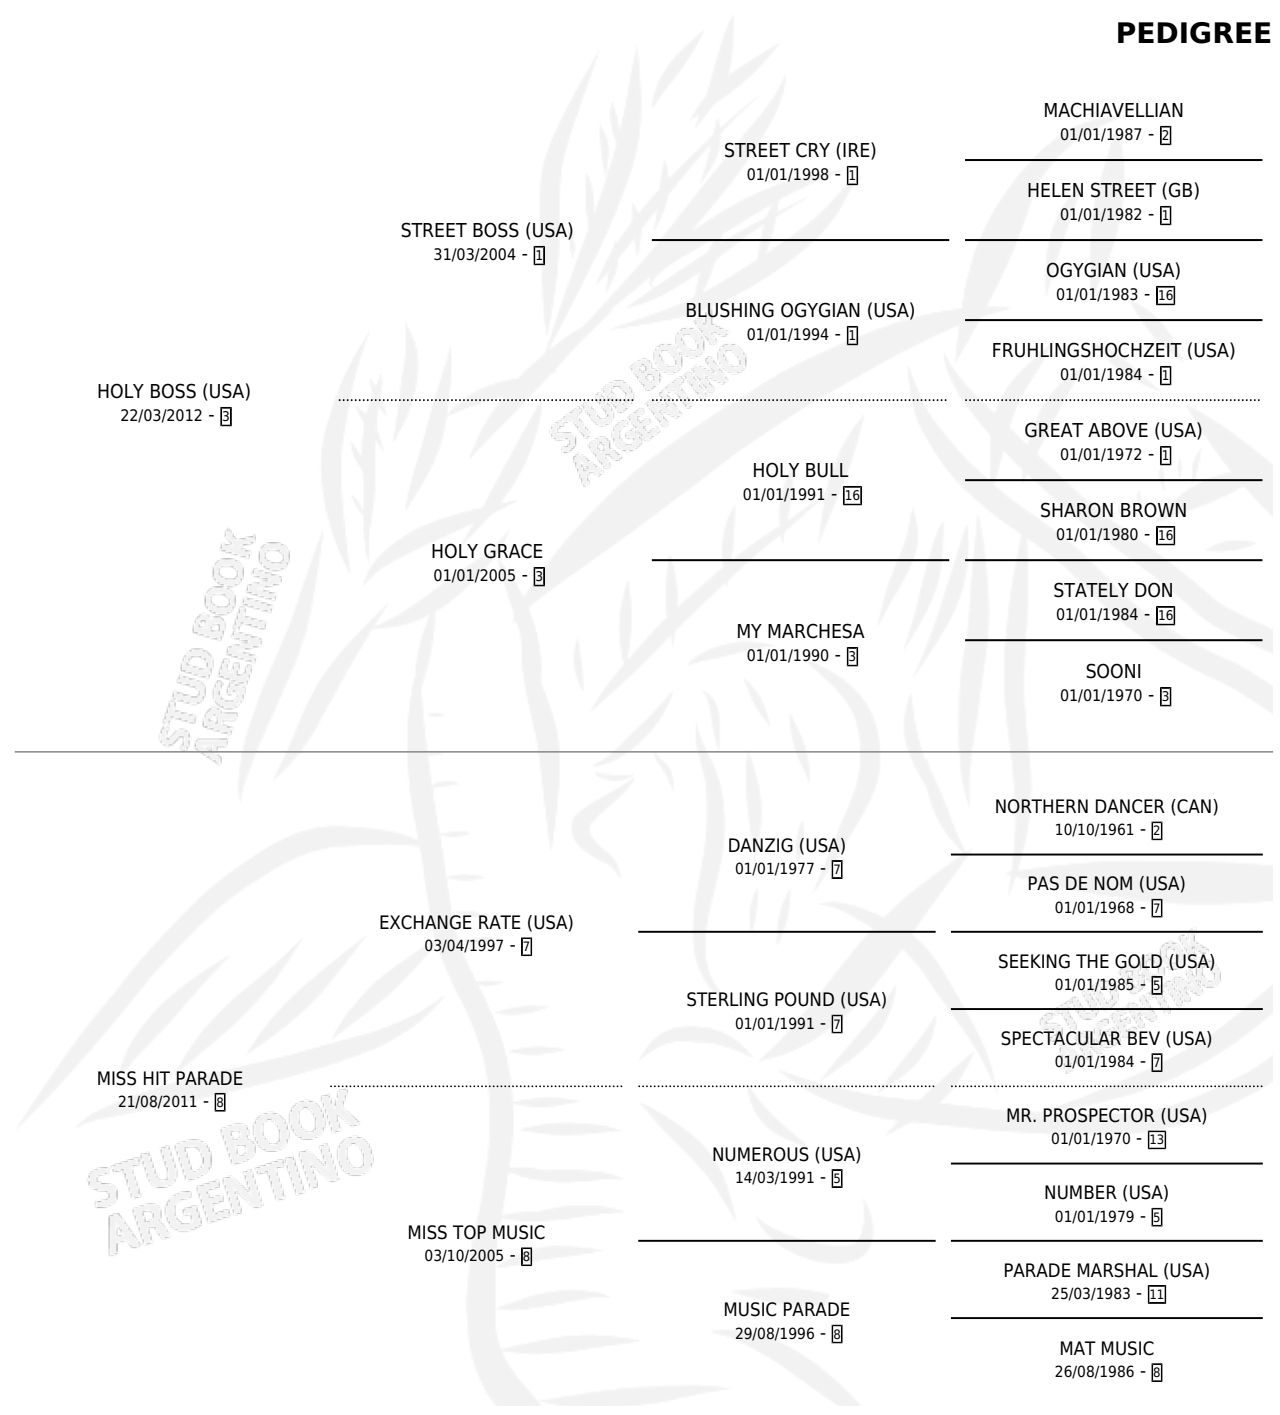 PEDIGREE
MACHIAVELLIAN
01/01/1987 - 2
STREET CRY (IRE)
01/01/1998 - 1
HELEN STREET (GB)
01/01/1982 - 1
STREET BOSS (USA)
31/03/2004 - 1
OGYGIAN (USA)
01/01/1983 - 16
BLUSHING OGYGIAN (USA)
01/01/1994 - 1
FRUHLINGSHOCHZEIT (USA)
01/01/1984 - 1
HOLY BOSS (USA)
22/03/2012 - 3
GREAT ABOVE (USA)
01/01/1972 - 1
HOLY BULL
01/01/1991 - 16
SHARON BROWN
01/01/1980 - 16
HOLY GRACE
01/01/2005 - 3
STATELY DON
01/01/1984 - 16
MY MARCHESA
01/01/1990 - 3
SOONI
01/01/1970 - 3
NORTHERN DANCER (CAN)
10/10/1961 - 2
DANZIG (USA)
01/01/1977 - 7
PAS DE NOM (USA)
01/01/1968 - 7
EXCHANGE RATE (USA)
03/04/1997 - 7
SEEKING THE GOLD (USA)
01/01/1985 - 5
STERLING POUND (USA)
01/01/1991 - 7
SPECTACULAR BEV (USA)
01/01/1984 - 7
MISS HIT PARADE
21/08/2011 - 8
MR. PROSPECTOR (USA)
01/01/1970 - 13
NUMEROUS (USA)
14/03/1991 - 5
NUMBER (USA)
01/01/1979 - 5
MISS TOP MUSIC
03/10/2005 - 8
PARADE MARSHAL (USA)
25/03/1983 - 11
MUSIC PARADE
29/08/1996 - 8
MAT MUSIC
26/08/1986 - 8
STUD BOOK
ARGENTINO
STUD BOOK
ARGENTINO
STUD BOOK
ARGENTINO
STUD BOOK
ARGENTINO